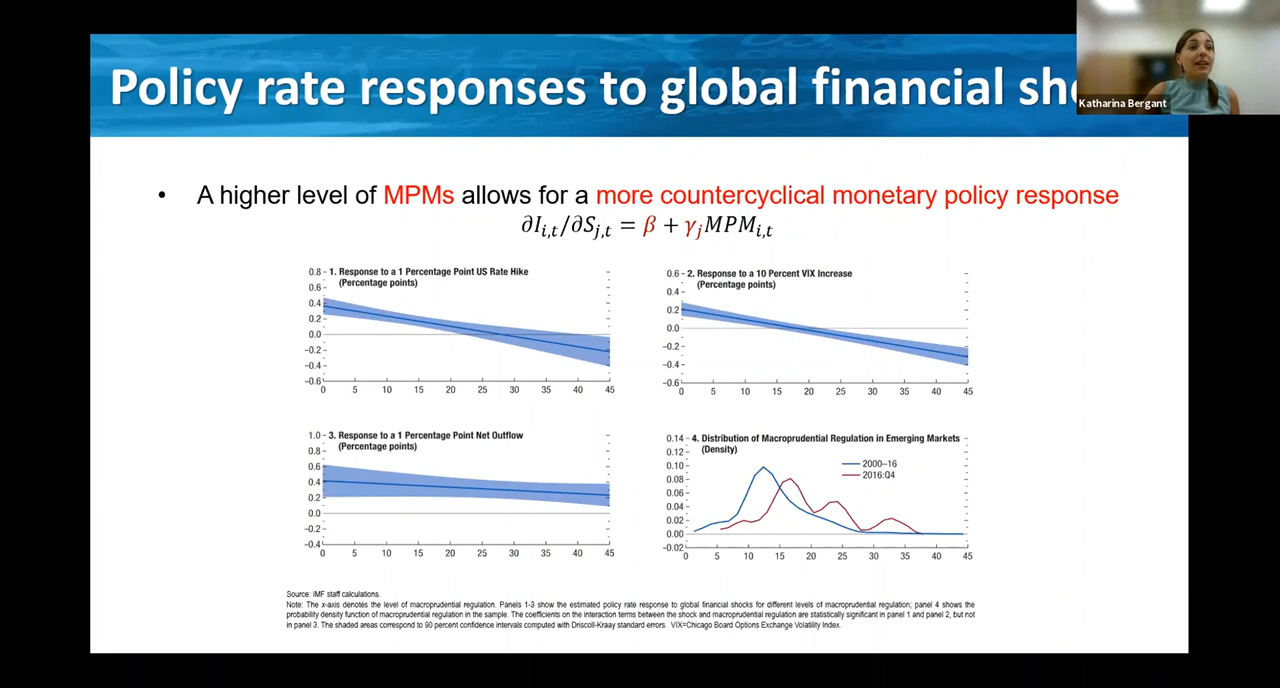 Policy rate responses to global financial sh
Katharina Bergant
• A higher level of MPMs allows for a more countercyclical monetary policy response
∂I_{i,t}/∂S_{j,t} = β + γ_j MPM_{i,t}
1. Response to a 1 Percentage Point US Rate Hike
(Percentage points)
0.8
0.6
0.4
0.2
0.0
−0.2
−0.4
−0.6
0 5 10 15 20 25 30 35 40 45
2. Response to a 10 Percent VIX Increase
(Percentage points)
0.6
0.4
0.2
0.0
−0.2
−0.4
−0.6
0 5 10 15 20 25 30 35 40 45
3. Response to a 1 Percentage Point Net Outflow
(Percentage points)
1.0
0.8
0.6
0.4
0.2
0.0
−0.2
−0.4
0 5 10 15 20 25 30 35 40 45
4. Distribution of Macroprudential Regulation in Emerging Markets
(Density)
0.14
0.12
0.10
0.08
0.06
0.04
0.02
0.00
−0.02
2000–16
2016:04
0 5 10 15 20 25 30 35 40 45
Source: IMF staff calculations.
Note: The x-axis denotes the level of macroprudential regulation. Panels 1-3 show the estimated policy rate response to global financial shocks for different levels of macroprudential regulation; panel 4 shows the
probability density function of macroprudential regulation in the sample. The coefficients on the interaction terms between the shock and macroprudential regulation are statistically significant in panel 1 and panel 2, but not
in panel 3. The shaded areas correspond to 90 percent confidence intervals computed with Driscoll-Kraay standard errors. VIX=Chicago Board Options Exchange Volatility Index.